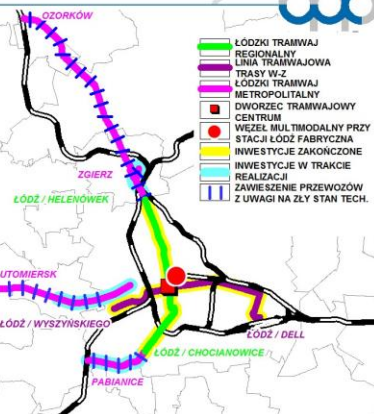 OZORKÓW
ŁÓDZKI TRAMWAJ
REGIONALNY
LINIA TRAMWAJOWA
TRASY W-Z
ŁÓDZKI TRAMWAJ
METROPOLITALNY
DWORZEC TRAMWAJOWY
CENTRUM
WĘZEŁ MULTIMODALNY PRZY
STACJI ŁÓDŹ FABRYCZNA
INWESTYCJE ZAKOŃCZONE
INWESTYCJE W TRAKCIE
REALIZACJI
ZAWIESZENIE PRZEWOZÓW
Z UWAGI NA ZŁY STAN TECH.
ZGIERZ
ŁÓDŹ / HELENÓWEK
UTOMIERSK
ŁÓDŹ / WYSZYŃSKIEGO
ŁÓDŹ / DELL
ŁÓDŹ / CHOCIANOWICE
PABIANICE